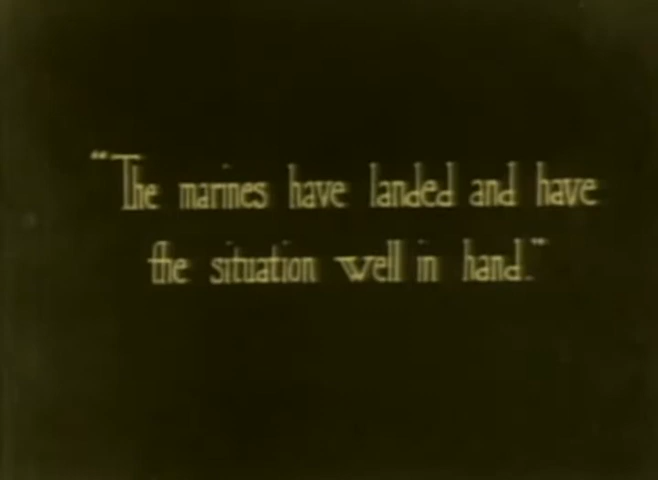 "The marines have landed and have
the situation well in hand."